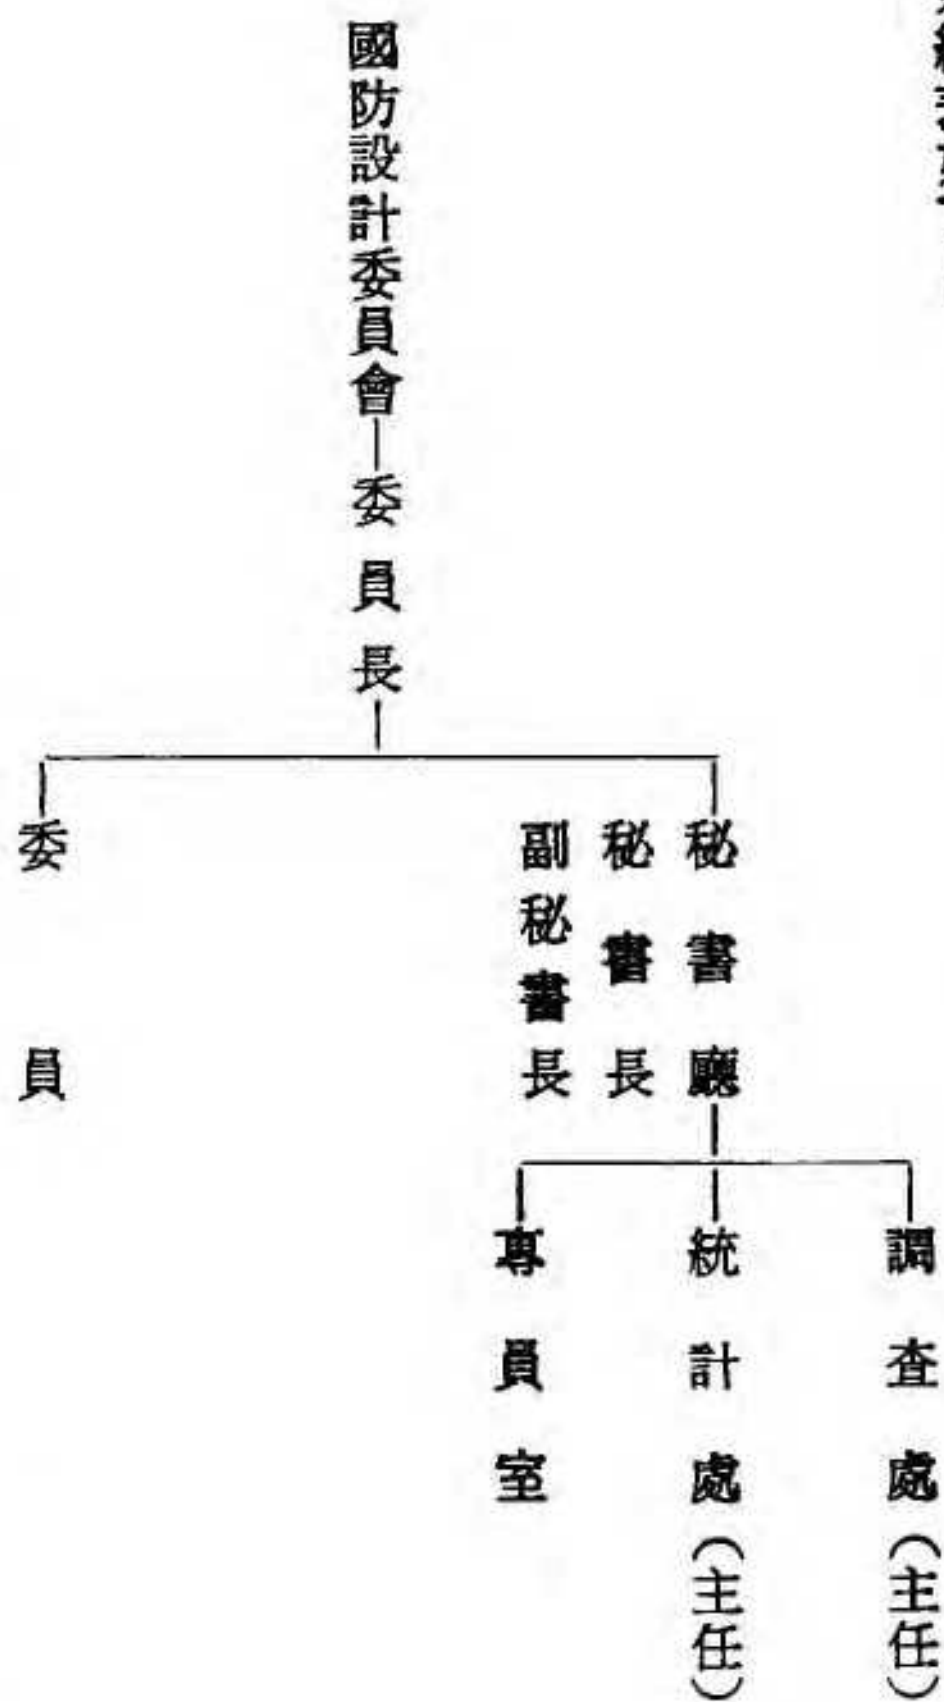 國防設計委員會—委員長
調查處(主任)
統計處(主任)
專員室
秘書廳
秘書長
副秘書長
委員